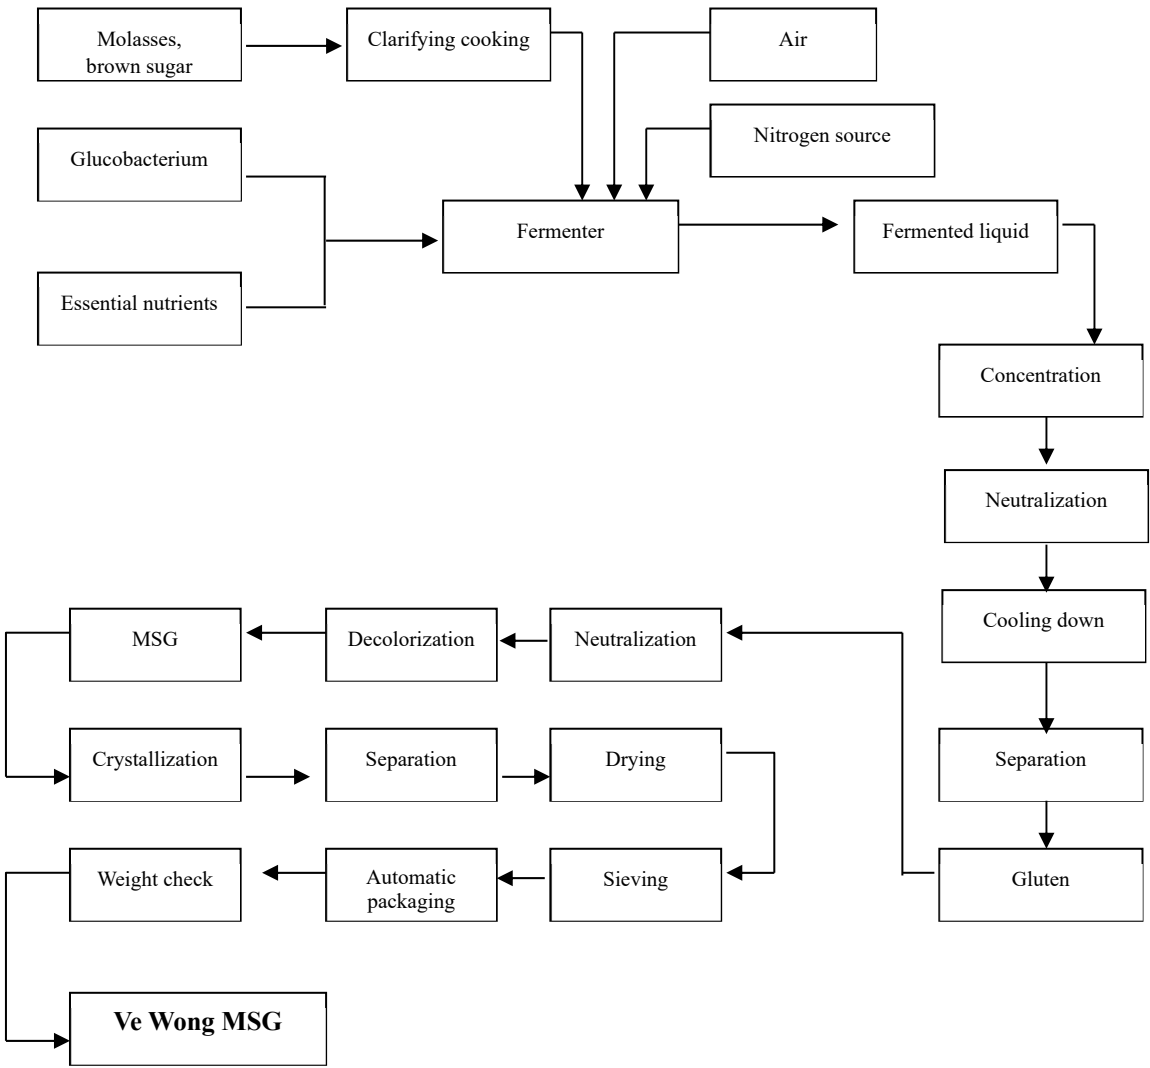 Molasses,
brown sugar
Clarifying cooking
Air
Nitrogen source
Glucobacterium
Essential nutrients
Fermenter
Fermented liquid
Concentration
Neutralization
Cooling down
Separation
Gluten
Neutralization
Decolorization
MSG
Crystallization
Separation
Drying
Sieving
Automatic
packaging
Weight check
Ve Wong MSG